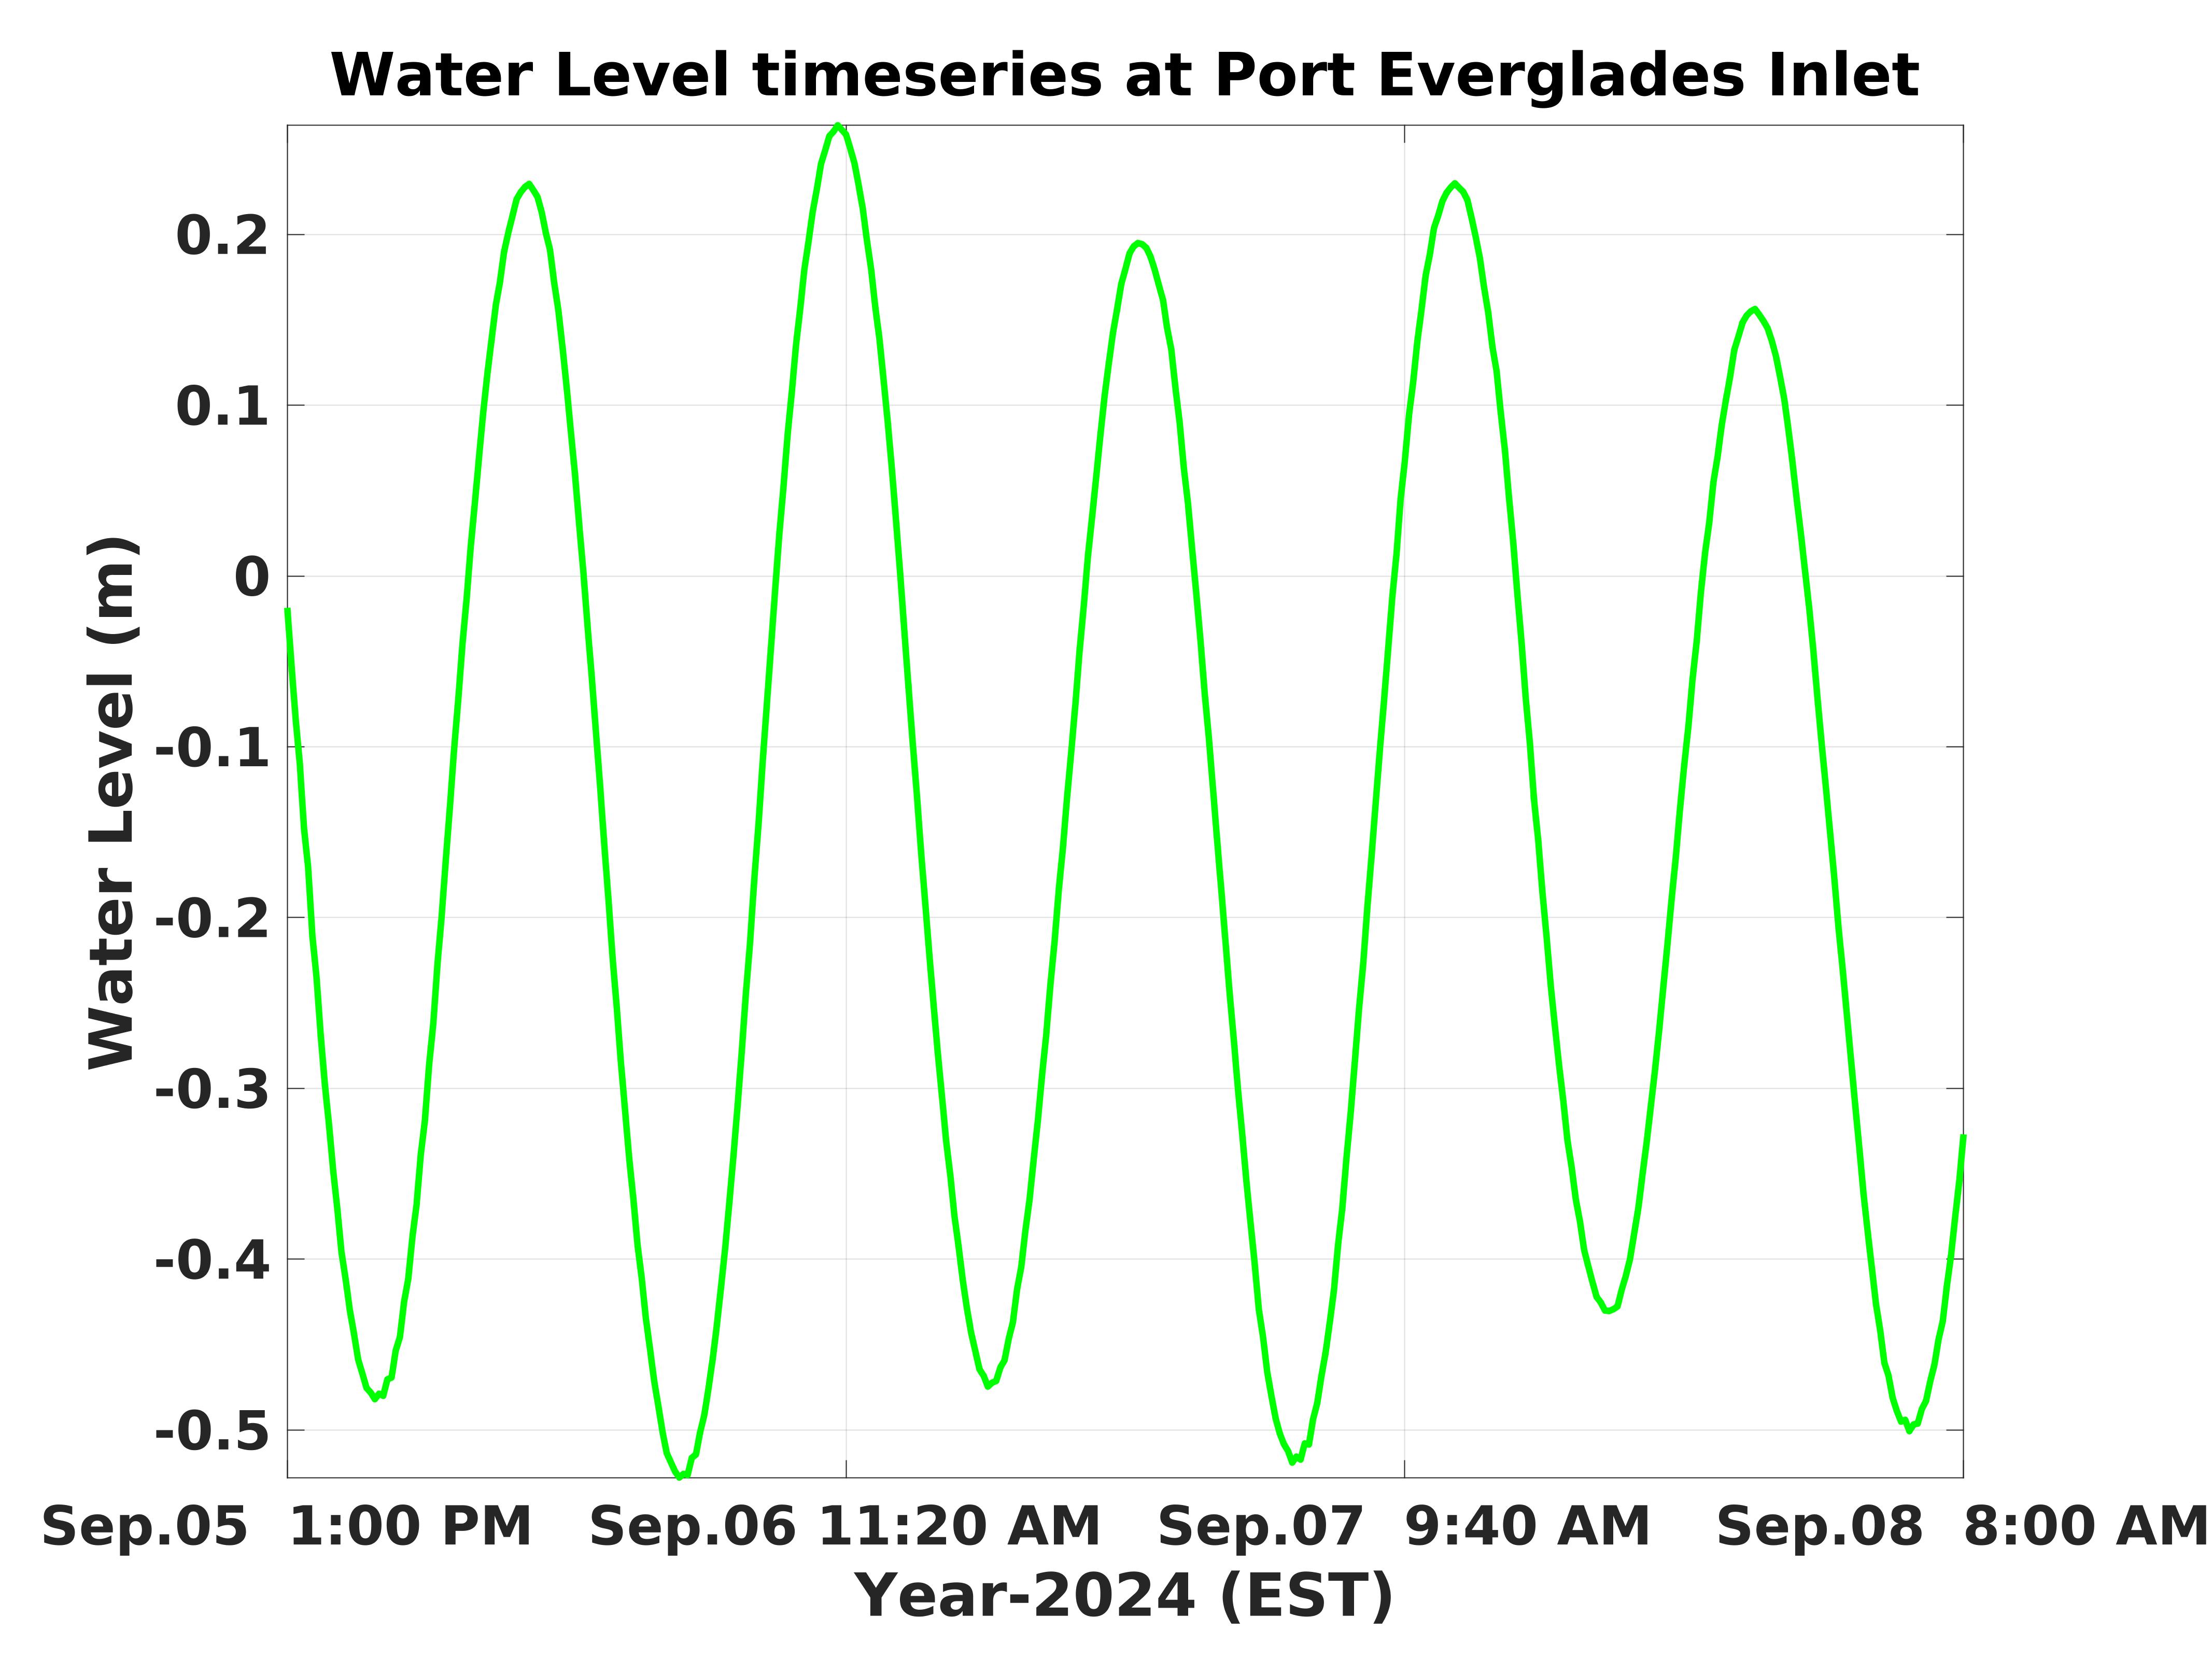 Water Level timeseries at Port Everglades Inlet
Water Level (m)
0.2
0.1
0
-0.1
-0.2
-0.3
-0.4
-0.5
Sep.05 1:00 PM Sep.06 11:20 AM Sep.07 9:40 AM Sep.08 8:00 AM
Year-2024 (EST)